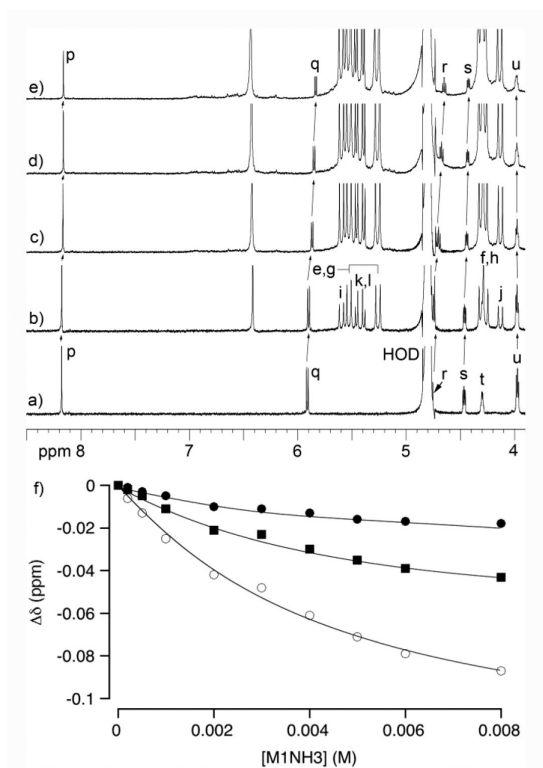 p
q
r
s
u
e)
d)
c)
f,h
e,g
k,l
i
j
b)
HOD
p
q
r
s
t
u
a)
ppm 8 7 6 5 4
f)
0
-0.02
-0.04
-0.06
-0.08
-0.1
Δδ (ppm)
0 0.002 0.004 0.006 0.008
[M1NH3] (M)